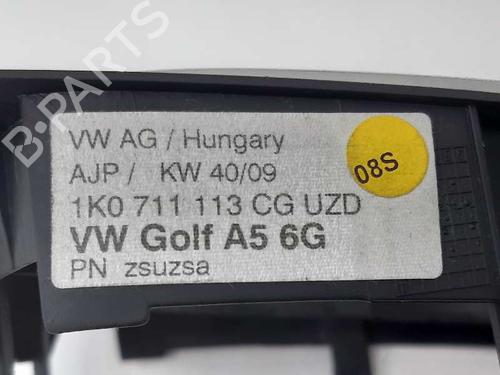 B-PARTS
VW AG / Hungary
AJP / KW 40/09
1K0 711 113 CG UZD
VW Golf A5 6G
PN zsuzsa
08S